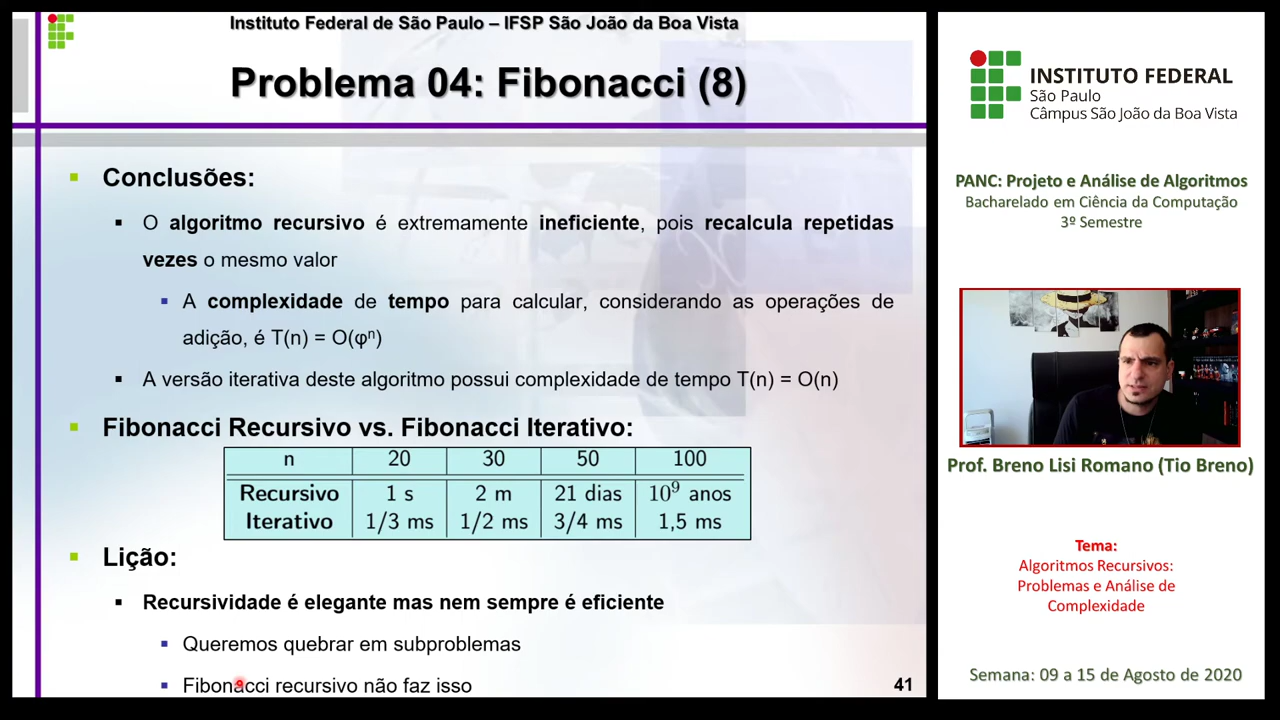 Instituto Federal de São Paulo – IFSP São João da Boa Vista
Problema 04: Fibonacci (8)
Conclusões:
O algoritmo recursivo é extremamente ineficiente, pois recalcula repetidas
vezes o mesmo valor
A complexidade de tempo para calcular, considerando as operações de
adição, é T(n) = O(φⁿ)
A versão iterativa deste algoritmo possui complexidade de tempo T(n) = O(n)
Fibonacci Recursivo vs. Fibonacci Iterativo:
n 20 30 50 100
Recursivo 1 s 2 m 21 dias 10⁹ anos
Iterativo 1/3 ms 1/2 ms 3/4 ms 1,5 ms
Lição:
Recursividade é elegante mas nem sempre é eficiente
Queremos quebrar em subproblemas
Fibonacci recursivo não faz isso
41
INSTITUTO FEDERAL
São Paulo
Câmpus São João da Boa Vista
PANC: Projeto e Análise de Algoritmos
Bacharelado em Ciência da Computação
3º Semestre
Prof. Breno Lisi Romano (Tio Breno)
Tema:
Algoritmos Recursivos:
Problemas e Análise de
Complexidade
Semana: 09 a 15 de Agosto de 2020